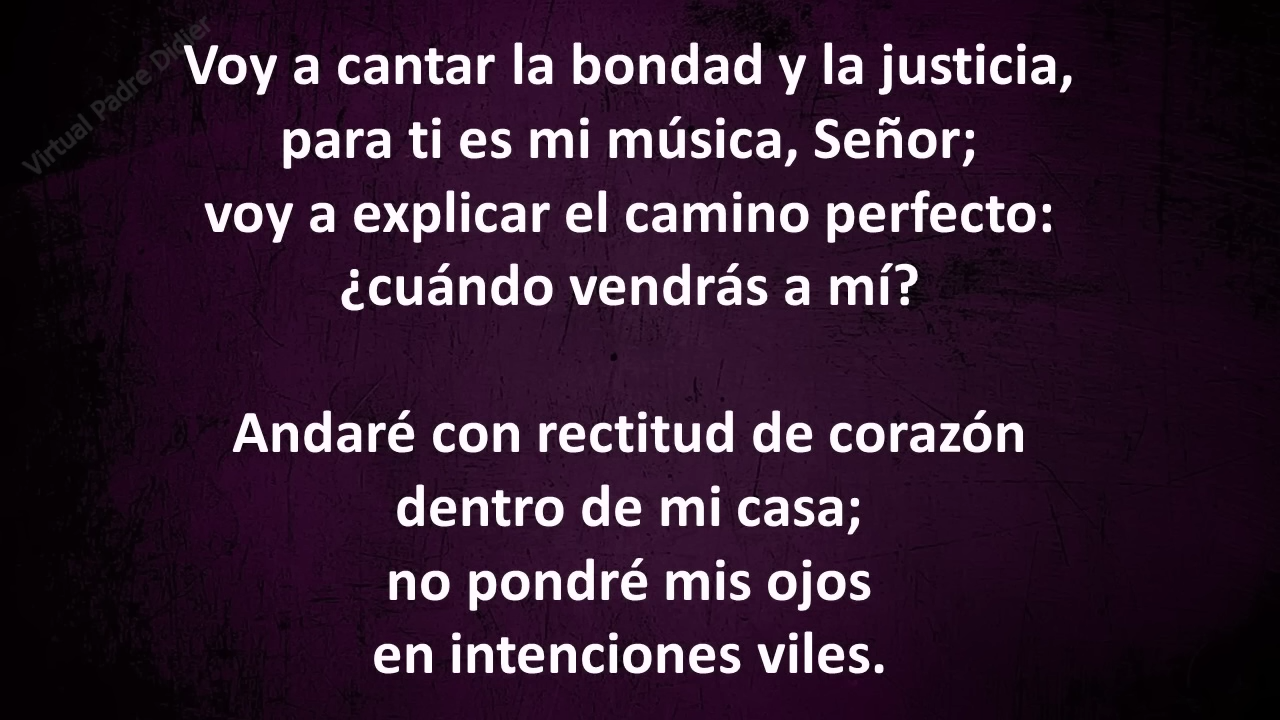 Virtual Padre Didier
Voy a cantar la bondad y la justicia,
para ti es mi música, Señor;
voy a explicar el camino perfecto:
¿cuándo vendrás a mí?
Andaré con rectitud de corazón
dentro de mi casa;
no pondré mis ojos
en intenciones viles.